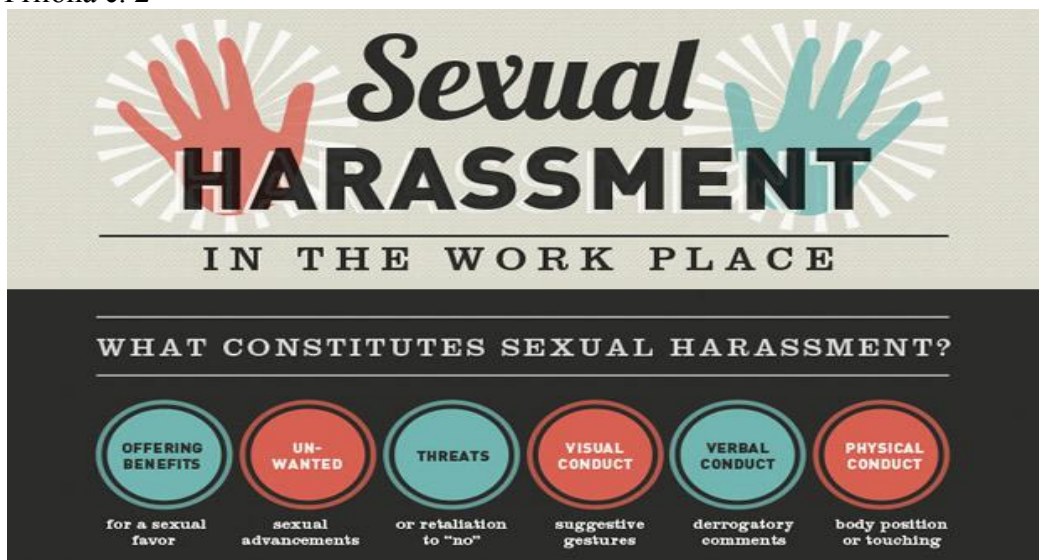 Sexual
HARASSMENT
IN THE WORK PLACE
WHAT CONSTITUTES SEXUAL HARASSMENT?
OFFERING
BENEFITS
for a sexual
favor
UN-
WANTED
sexual
advancements
THREATS
or retaliation
to "no"
VISUAL
CONDUCT
suggestive
gestures
VERBAL
CONDUCT
derrogatory
comments
PHYSICAL
CONDUCT
body position
or touching